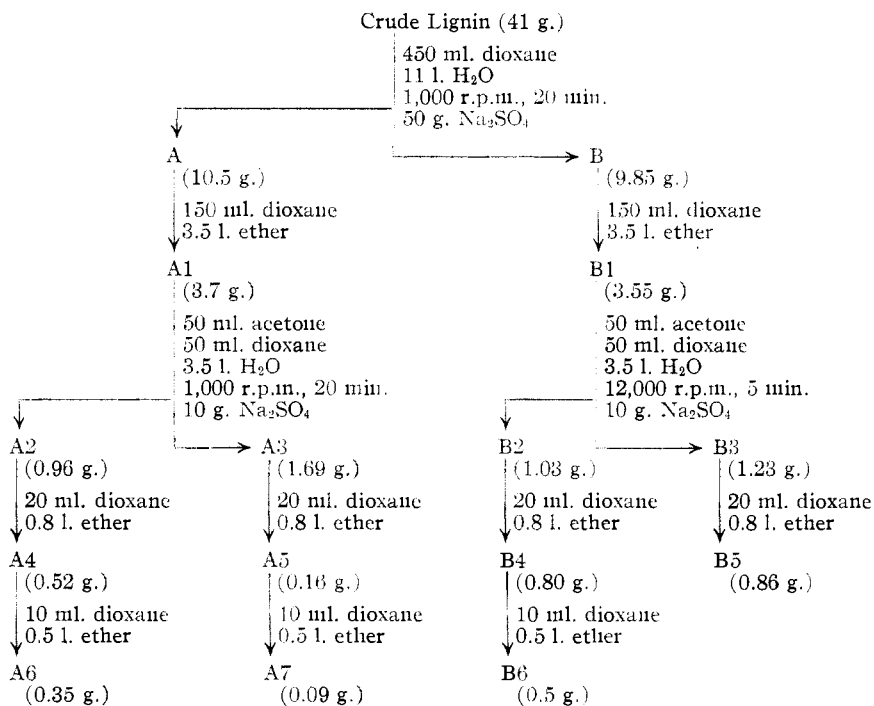 Crude Lignin (41 g.)
450 ml. dioxane
11 l. H₂O
1,000 r.p.m., 20 min.
50 g. Na₂SO₄
A
(10.5 g.)
150 ml. dioxane
3.5 l. ether
A1
(3.7 g.)
50 ml. acetone
50 ml. dioxane
3.5 l. H₂O
1,000 r.p.m., 20 min.
10 g. Na₂SO₄
A2
(0.96 g.)
20 ml. dioxane
0.8 l. ether
A4
(0.52 g.)
10 ml. dioxane
0.5 l. ether
A6
(0.35 g.)
A3
(1.69 g.)
20 ml. dioxane
0.8 l. ether
A5
(0.16 g.)
10 ml. dioxane
0.5 l. ether
A7
(0.09 g.)
B
(9.85 g.)
150 ml. dioxane
3.5 l. ether
B1
(3.55 g.)
50 ml. acetone
50 ml. dioxane
3.5 l. H₂O
12,000 r.p.m., 5 min.
10 g. Na₂SO₄
B2
(1.03 g.)
20 ml. dioxane
0.8 l. ether
B4
(0.80 g.)
10 ml. dioxane
0.5 l. ether
B6
(0.5 g.)
B3
(1.23 g.)
20 ml. dioxane
0.8 l. ether
B5
(0.86 g.)